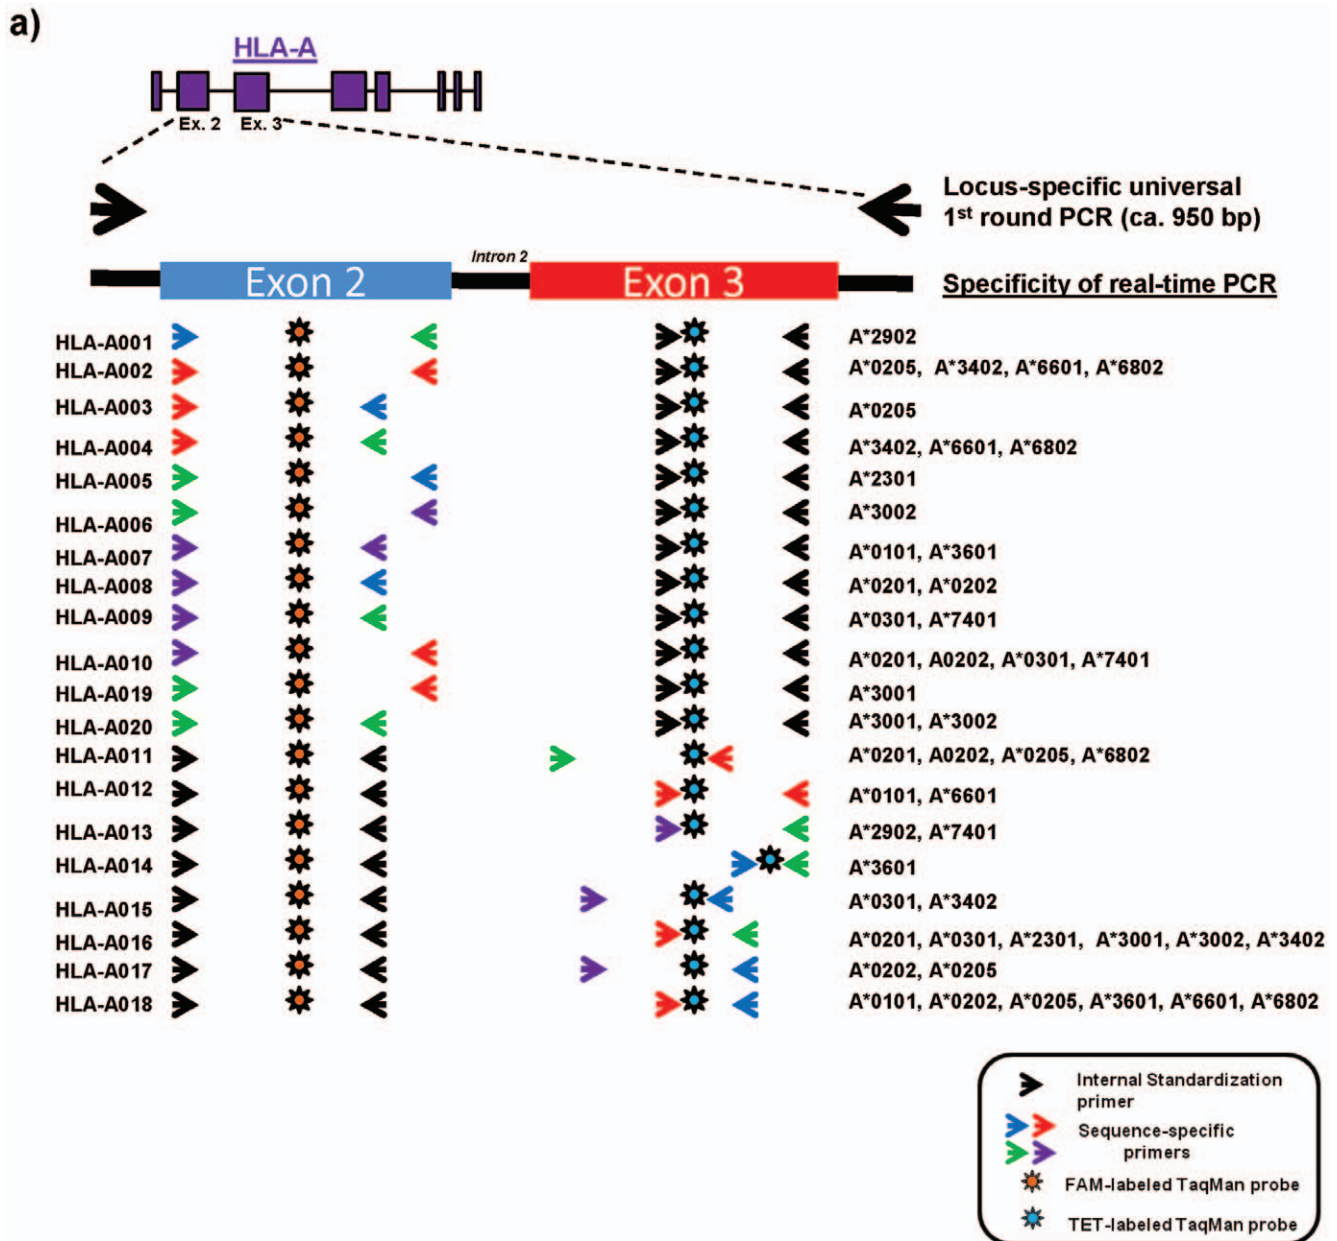 a)
HLA-A
Ex. 2 Ex. 3
Locus-specific universal
1st round PCR (ca. 950 bp)
Intron 2
Exon 2 Exon 3 Specificity of real-time PCR
HLA-A001 A*2902
HLA-A002 A*0205, A*3402, A*6601, A*6802
HLA-A003 A*0205
HLA-A004 A*3402, A*6601, A*6802
HLA-A005 A*2301
HLA-A006 A*3002
HLA-A007 A*0101, A*3601
HLA-A008 A*0201, A*0202
HLA-A009 A*0301, A*7401
HLA-A010 A*0201, A0202, A*0301, A*7401
HLA-A019 A*3001
HLA-A020 A*3001, A*3002
HLA-A011 A*0201, A0202, A*0205, A*6802
HLA-A012 A*0101, A*6601
HLA-A013 A*2902, A*7401
HLA-A014 A*3601
HLA-A015 A*0301, A*3402
HLA-A016 A*0201, A*0301, A*2301, A*3001, A*3002, A*3402
HLA-A017 A*0202, A*0205
HLA-A018 A*0101, A*0202, A*0205, A*3601, A*6601, A*6802
Internal Standardization
primer
Sequence-specific
primers
FAM-labeled TaqMan probe
TET-labeled TaqMan probe